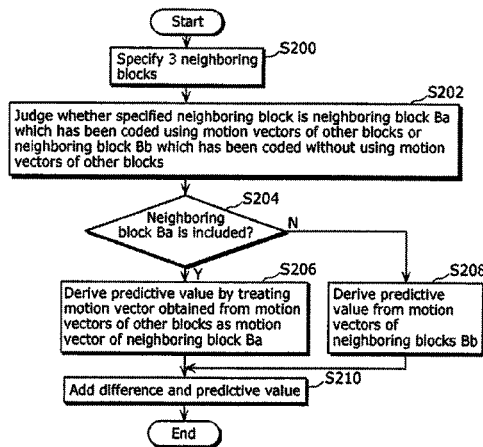 Start
S200
Specify 3 neighboring
blocks
S202
Judge whether specified neighboring block is neighboring block Ba
which has been coded using motion vectors of other blocks or
neighboring block Bb which has been coded without using motion
vectors of other blocks
S204
Neighboring
block Ba is included?
N
Y
S206
Derive predictive value by treating
motion vector obtained from motion
vectors of other blocks as motion
vector of neighboring block Ba
S208
Derive predictive
value from motion
vectors of
neighboring blocks Bb
S210
Add difference and predictive value
End